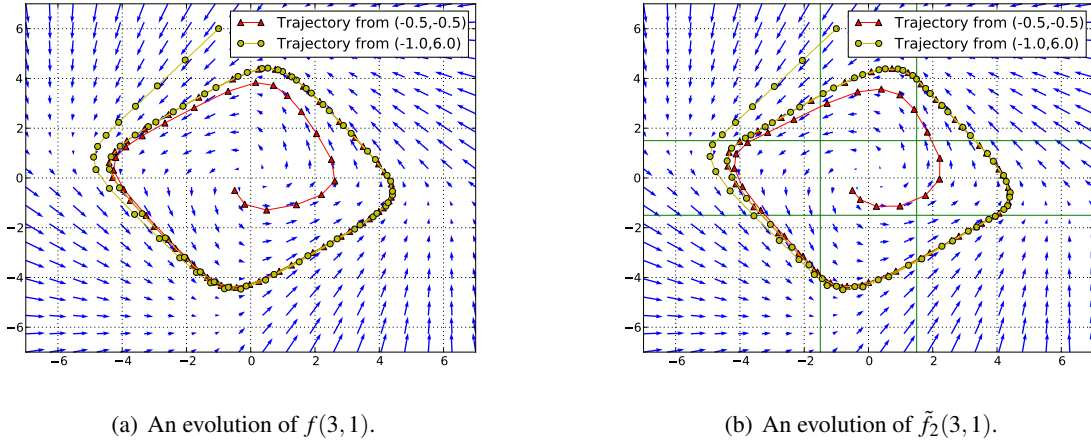 Trajectory from (-0.5,-0.5)
Trajectory from (-1.0,6.0)
6
4
2
0
−2
−4
−6
−6 −4 −2 0 2 4 6
(a) An evolution of f(3,1).
Trajectory from (-0.5,-0.5)
Trajectory from (-1.0,6.0)
6
4
2
0
−2
−4
−6
−6 −4 −2 0 2 4 6
(b) An evolution of f̃₂(3,1).